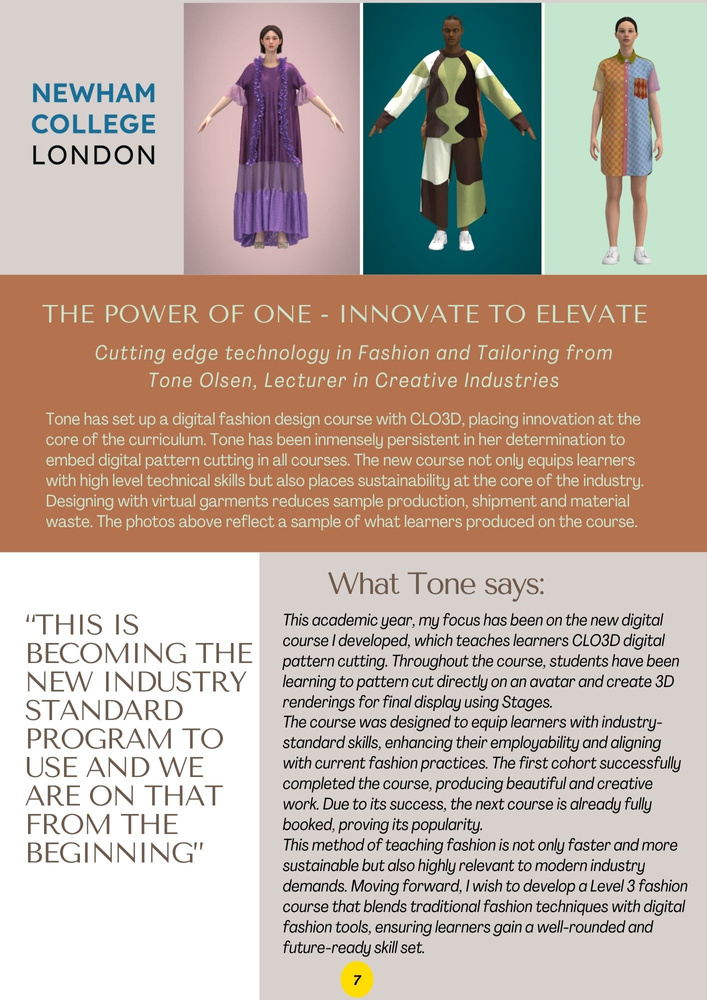 NEWHAM
COLLEGE
LONDON
THE POWER OF ONE - INNOVATE TO ELEVATE
Cutting edge technology in Fashion and Tailoring from
Tone Olsen, Lecturer in Creative Industries
Tone has set up a digital fashion design course with CLO3D, placing innovation at the
core of the curriculum. Tone has been inmensely persistent in her determination to
embed digital pattern cutting in all courses. The new course not only equips learners
with high level technical skills but also places sustainability at the core of the industry.
Designing with virtual garments reduces sample production, shipment and material
waste. The photos above reflect a sample of what learners produced on the course.
"THIS IS
BECOMING THE
NEW INDUSTRY
STANDARD
PROGRAM TO
USE AND WE
ARE ON THAT
FROM THE
BEGINNING"
What Tone says:
This academic year, my focus has been on the new digital
course I developed, which teaches learners CLO3D digital
pattern cutting. Throughout the course, students have been
learning to pattern cut directly on an avatar and create 3D
renderings for final display using Stages.
The course was designed to equip learners with industry-
standard skills, enhancing their employability and aligning
with current fashion practices. The first cohort successfully
completed the course, producing beautiful and creative
work. Due to its success, the next course is already fully
booked, proving its popularity.
This method of teaching fashion is not only faster and more
sustainable but also highly relevant to modern industry
demands. Moving forward, I wish to develop a Level 3 fashion
course that blends traditional fashion techniques with digital
fashion tools, ensuring learners gain a well-rounded and
future-ready skill set.
7